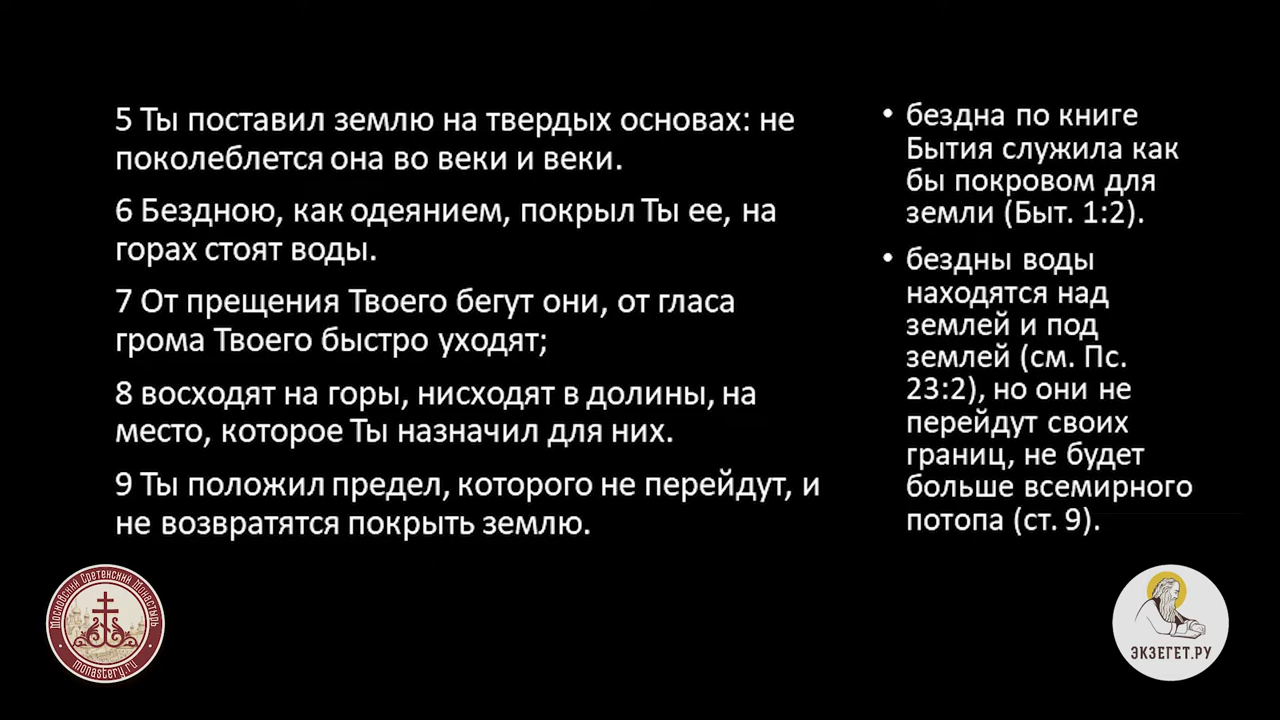 5 Ты поставил землю на твердых основах: не
поколеблется она во веки и веки.
6 Бездною, как одеянием, покрыл Ты ее, на
горах стоят воды.
7 От прещения Твоего бегут они, от гласа
грома Твоего быстро уходят;
8 восходят на горы, нисходят в долины, на
место, которое Ты назначил для них.
9 Ты положил предел, которого не перейдут, и
не возвратятся покрыть землю.
• бездна по книге
Бытия служила как
бы покровом для
земли (Быт. 1:2).
• бездны воды
находятся над
землей и под
землей (см. Пс.
23:2), но они не
перейдут своих
границ, не будет
больше всемирного
потопа (ст. 9).
Московский Сретенский Монастырь
monastery.ru
ЭКЗЕГЕТ.РУ